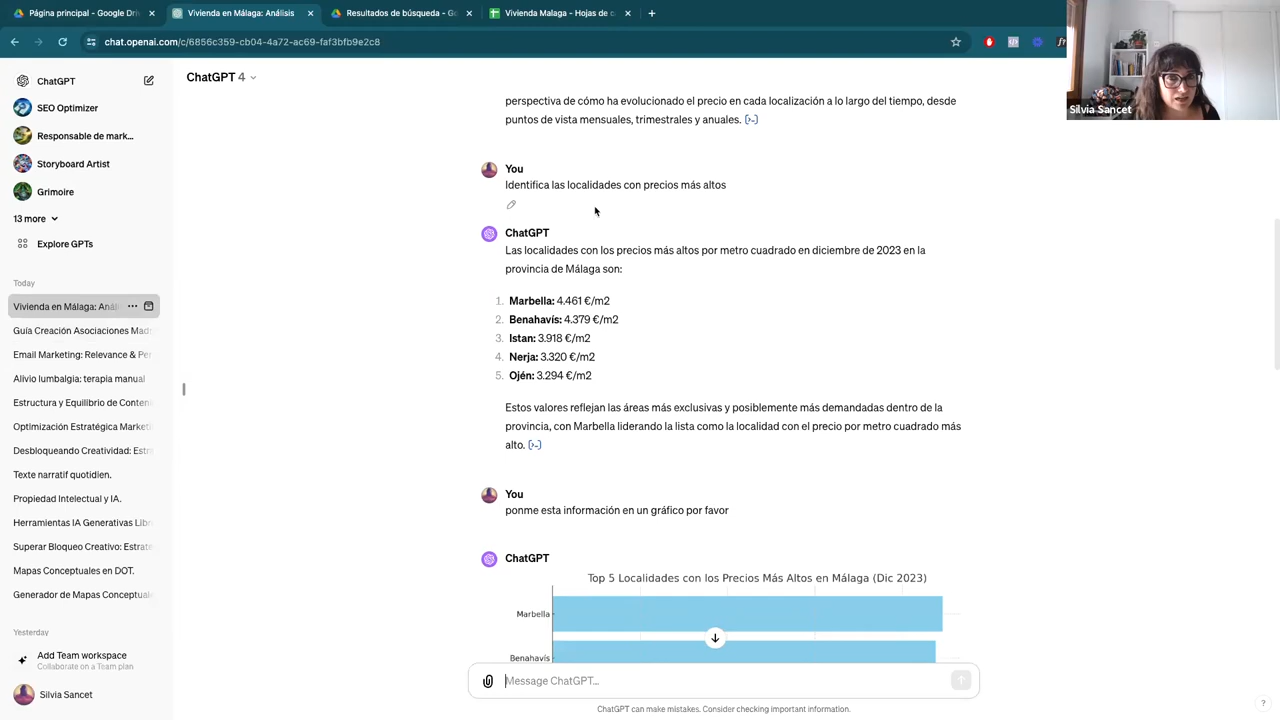 Página principal - Google Driv
Vivienda en Málaga: Análisis
Resultados de búsqueda - Go
Vivienda Malaga - Hojas de c
chat.openai.com/c/6856c359-cb04-4a72-ac69-faf3bfb9e2c8
Silvia Sancet
ChatGPT
SEO Optimizer
Responsable de mark...
Storyboard Artist
Grimoire
13 more
Explore GPTs
Today
Vivienda en Málaga: Anál
Guía Creación Asociaciones Mad
Email Marketing: Relevance & Per
Alivio lumbalgia: terapia manual
Estructura y Equilibrio de Conten
Optimización Estratégica Marketi
Desbloqueando Creatividad: Estr
Texte narratif quotidien.
Propiedad Intelectual y IA.
Herramientas IA Generativas Libr
Superar Bloqueo Creativo: Estrate
Mapas Conceptuales en DOT.
Generador de Mapas Conceptual
Yesterday
Add Team workspace
Collaborate on a Team plan
Silvia Sancet
ChatGPT 4
perspectiva de cómo ha evolucionado el precio en cada localización a lo largo del tiempo, desde
puntos de vista mensuales, trimestrales y anuales. [>-]
You
Identifica las localidades con precios más altos
ChatGPT
Las localidades con los precios más altos por metro cuadrado en diciembre de 2023 en la
provincia de Málaga son:
1. Marbella: 4.461 €/m2
2. Benahavís: 4.379 €/m2
3. Istan: 3.918 €/m2
4. Nerja: 3.320 €/m2
5. Ojén: 3.294 €/m2
Estos valores reflejan las áreas más exclusivas y posiblemente más demandadas dentro de la
provincia, con Marbella liderando la lista como la localidad con el precio por metro cuadrado más
alto. [>-]
You
ponme esta información en un gráfico por favor
ChatGPT
Top 5 Localidades con los Precios Más Altos en Málaga (Dic 2023)
Marbella
Benahavís
Message ChatGPT...
ChatGPT can make mistakes. Consider checking important information.
?